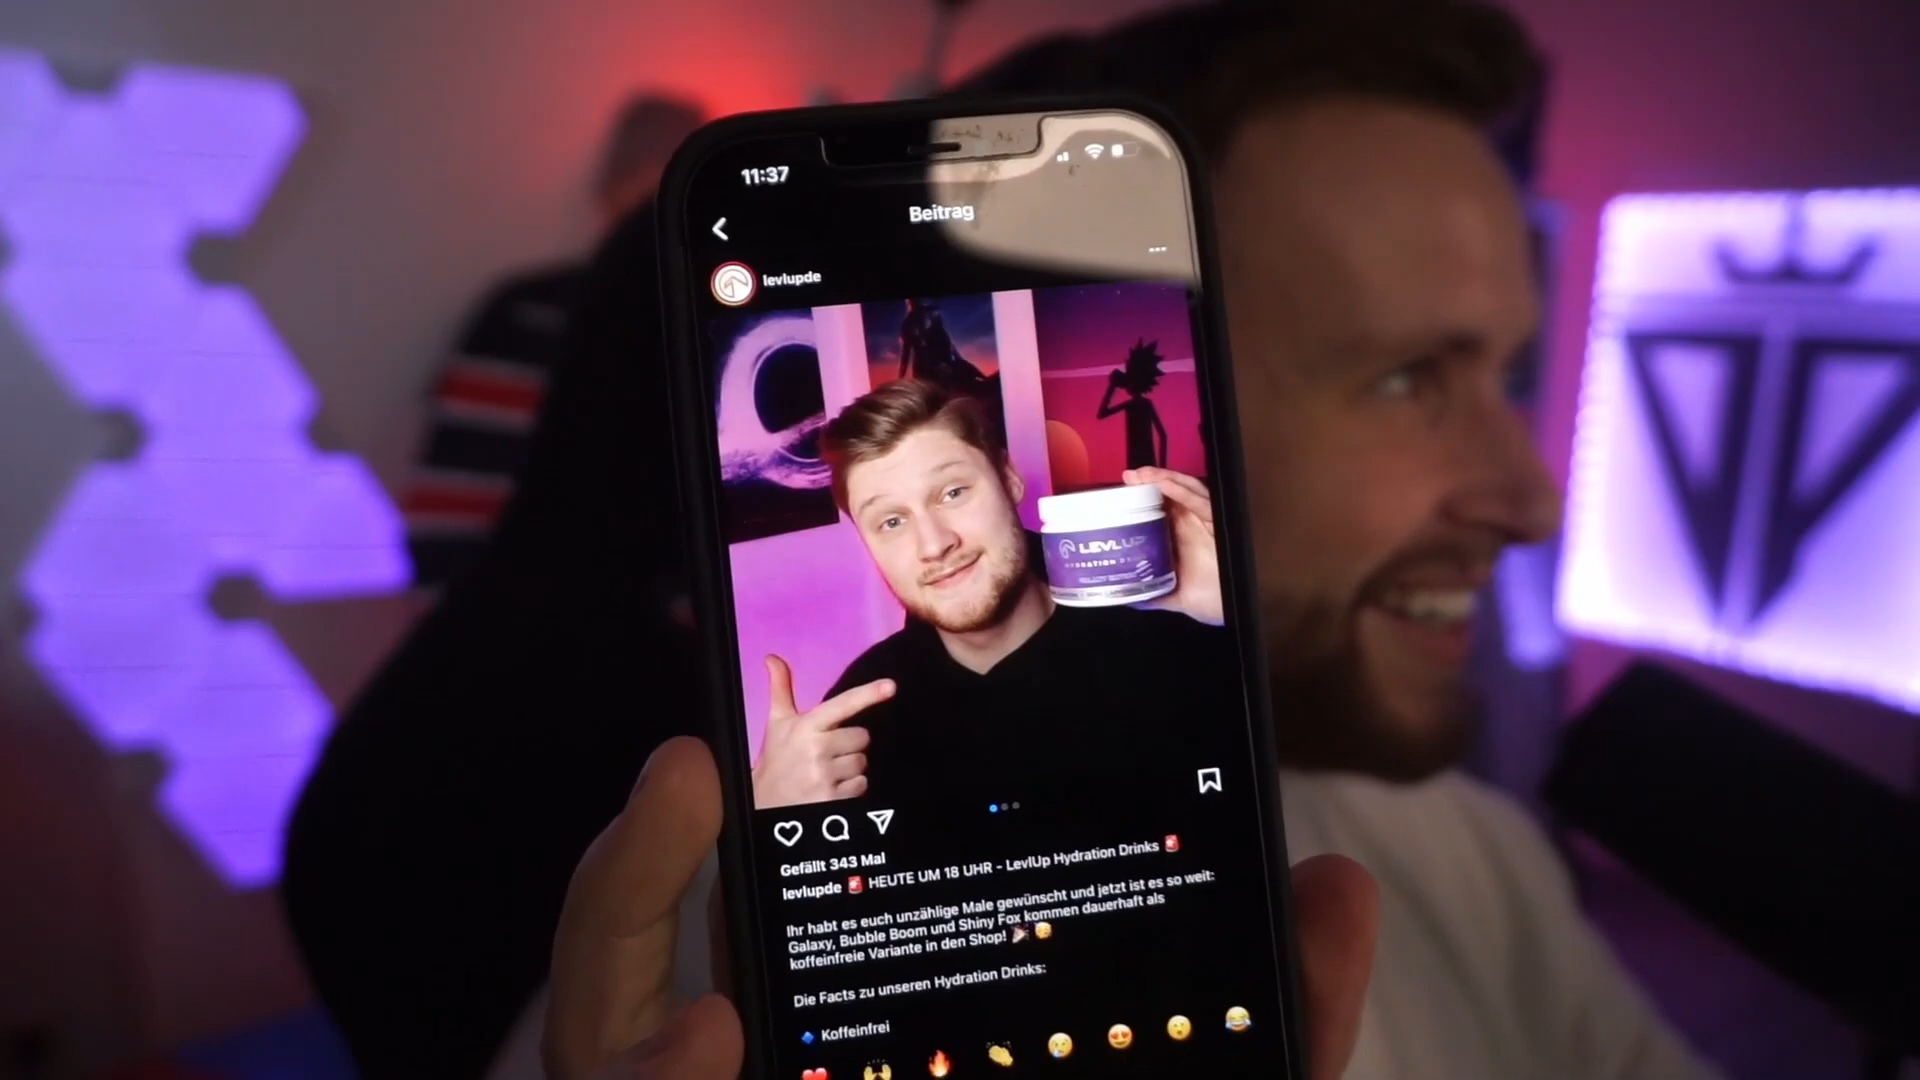 11:37
Beitrag
levlupde
LEVLUP
HYDRATION
Gefällt 343 Mal
levlupde 🚨 HEUTE UM 18 UHR - LevlUp Hydration Drinks 🚨
Ihr habt es euch unzählige Male gewünscht und jetzt ist es so weit:
Galaxy, Bubble Boom und Shiny Fox kommen dauerhaft als
koffeinfreie Variante in den Shop! 🎉 🥳
Die Facts zu unseren Hydration Drinks:
🔹 Koffeinfrei